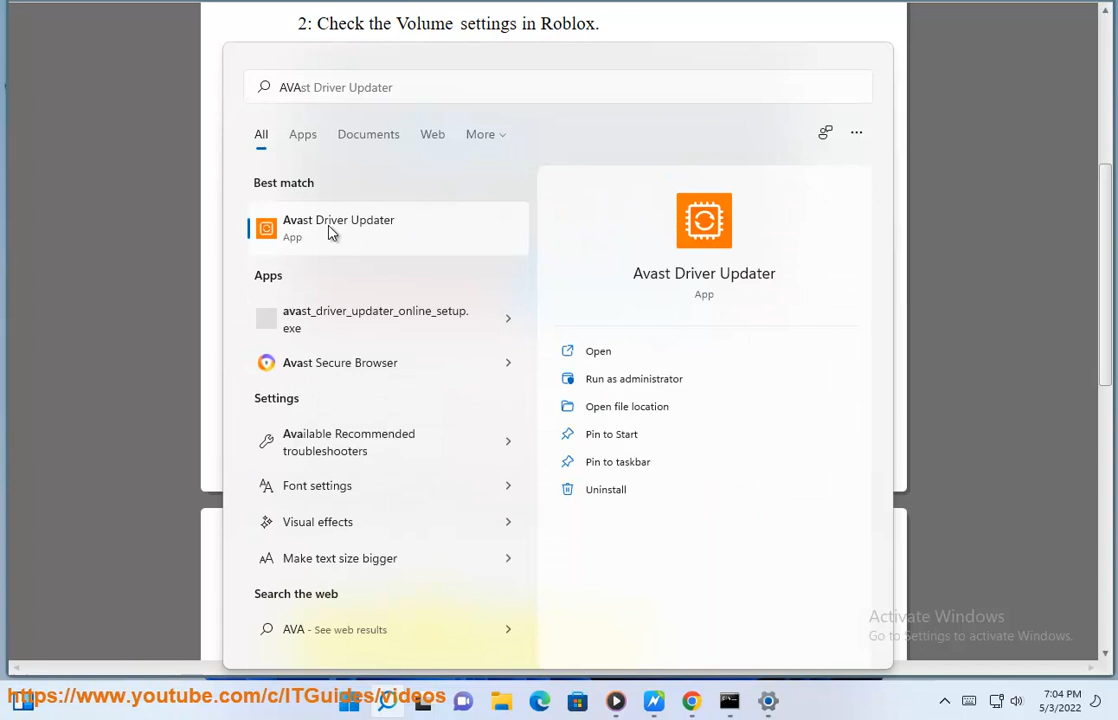 2: Check the Volume settings in Roblox.
AVAst Driver Updater
All Apps Documents Web More
Best match
Avast Driver Updater
App
Apps
avast_driver_updater_online_setup.
exe
Avast Secure Browser
Settings
Available Recommended
troubleshooters
Font settings
Visual effects
Make text size bigger
Search the web
AVA - See web results
Avast Driver Updater
App
Open
Run as administrator
Open file location
Pin to Start
Pin to taskbar
Uninstall
Activate Windows
Go to Settings to activate Windows.
https://www.youtube.com/c/ITGuides/videos
7:04 PM
5/3/2022